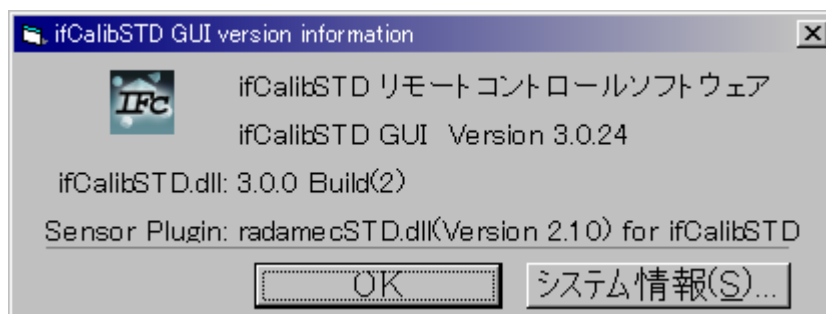 ifCalibSTD GUI version information
IFC
ifCalibSTD リモートコントロールソフトウェア
ifCalibSTD GUI Version 3.0.24
ifCalibSTD.dll: 3.0.0 Build(2)
Sensor Plugin: radamecSTD.dll(Version 2.10) for ifCalibSTD
OK
システム情報(S)...